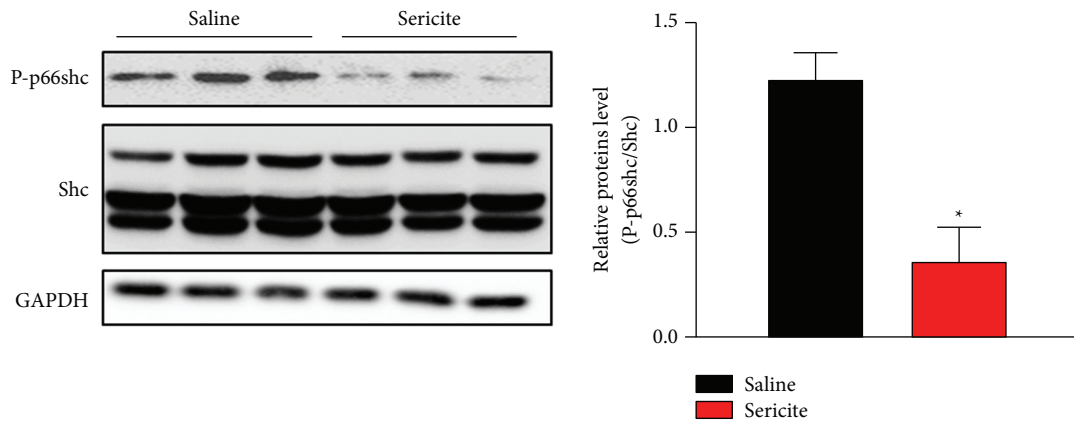 Saline
Sericite
P-p66shc
Shc
GAPDH
Relative proteins level
(P-p66shc/Shc)
1.5
1.0
0.5
0.0
*
Saline
Sericite